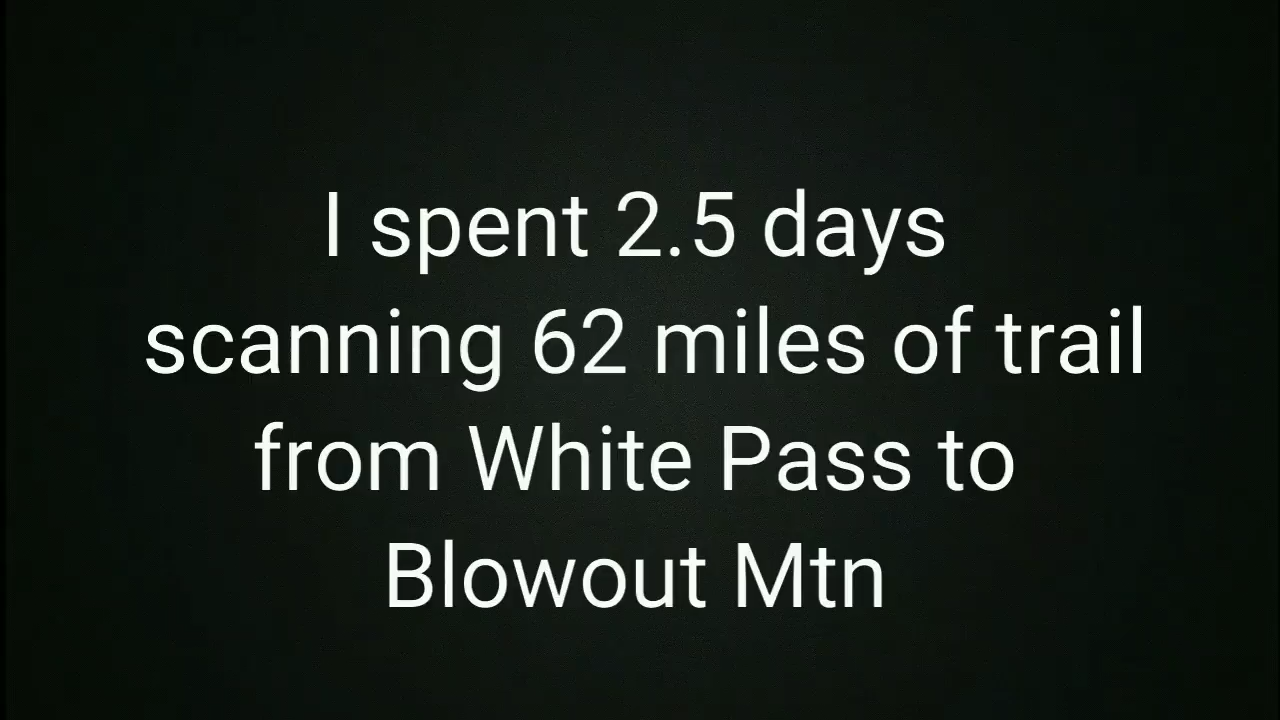 I spent 2.5 days
scanning 62 miles of trail
from White Pass to
Blowout Mtn